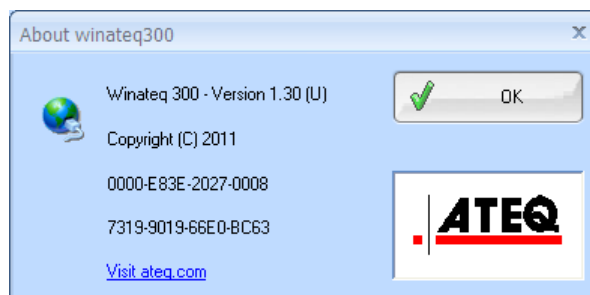 About winateq300
Winateq 300 - Version 1.30 (U)
OK
Copyright (C) 2011
0000-E83E-2027-0008
7319-9019-66E0-BC63
ATEQ
Visit ateq.com